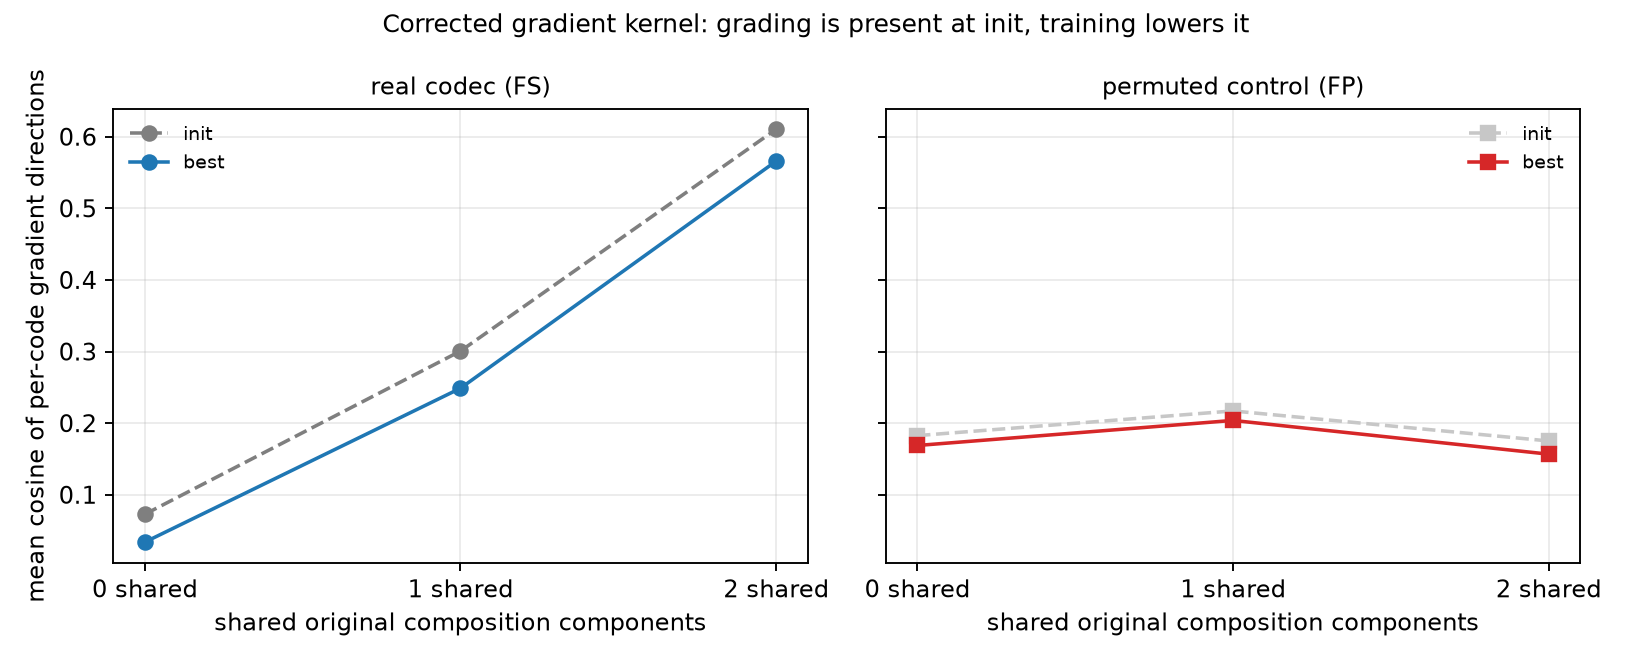 Corrected gradient kernel: grading is present at init, training lowers it
real codec (FS)
mean cosine of per-code gradient directions
0.6
0.5
0.4
0.3
0.2
0.1
init
best
0 shared
1 shared
2 shared
shared original composition components
permuted control (FP)
init
best
0 shared
1 shared
2 shared
shared original composition components